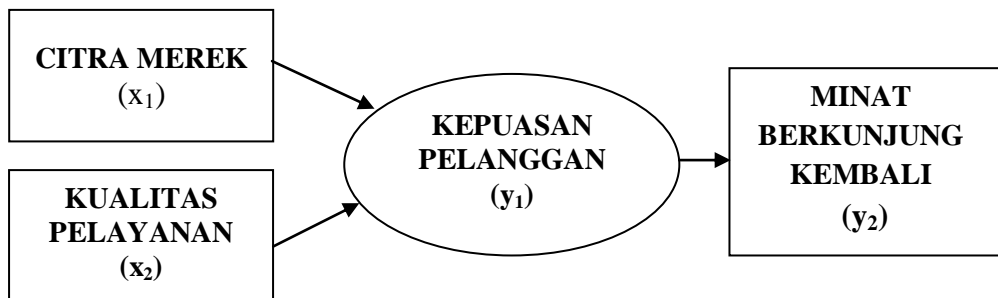 CITRA MEREK
(x₁)
KUALITAS
PELAYANAN
(x₂)
KEPUASAN
PELANGGAN
(y₁)
MINAT
BERKUNJUNG
KEMBALI
(y₂)